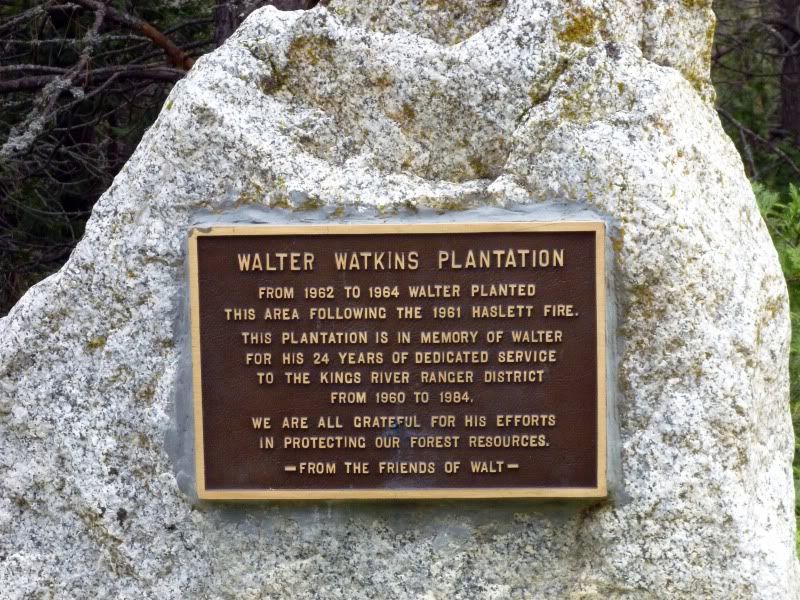 WALTER WATKINS PLANTATION
FROM 1962 TO 1964 WALTER PLANTED
THIS AREA FOLLOWING THE 1961 HASLETT FIRE.
THIS PLANTATION IS IN MEMORY OF WALTER
FOR HIS 24 YEARS OF DEDICATED SERVICE
TO THE KINGS RIVER RANGER DISTRICT
FROM 1960 TO 1984.
WE ARE ALL GRATEFUL FOR HIS EFFORTS
IN PROTECTING OUR FOREST RESOURCES.
—FROM THE FRIENDS OF WALT—